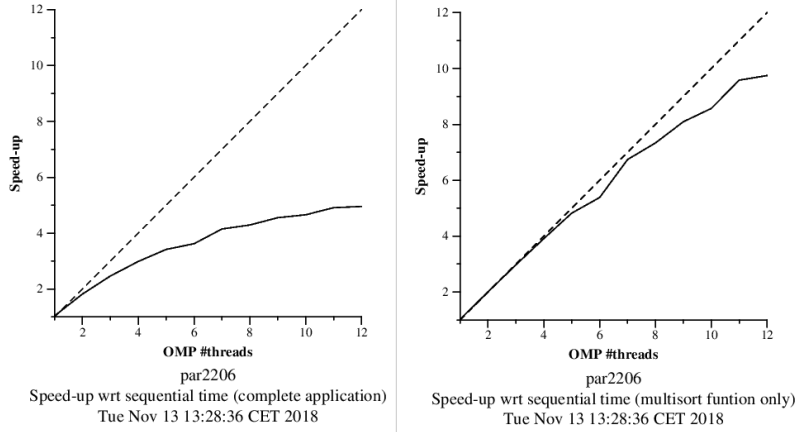 12
10
8
6
4
2
Speed-up
2
4
6
8
10
12
OMP #threads
par2206
Speed-up wrt sequential time (complete application)
Tue Nov 13 13:28:36 CET 2018
12
10
8
6
4
2
Speed-up
2
4
6
8
10
12
OMP #threads
par2206
Speed-up wrt sequential time (multisort funtion only)
Tue Nov 13 13:28:36 CET 2018